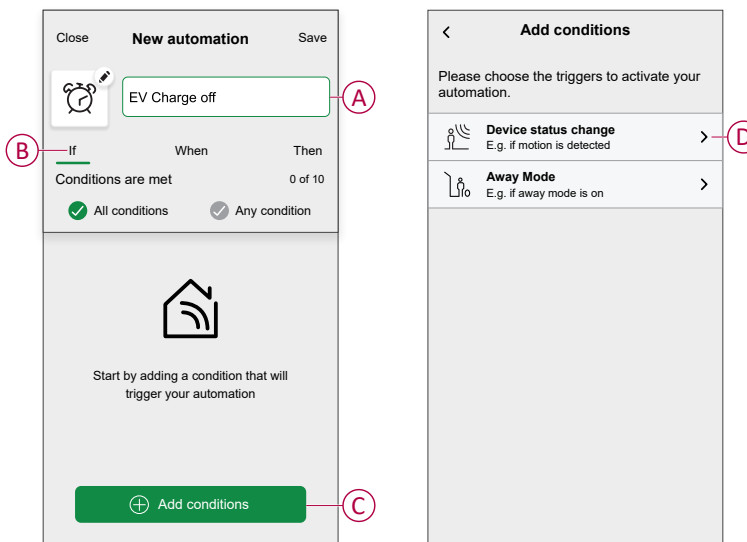 Close New automation Save
EV Charge off
A
B
If When Then
Conditions are met 0 of 10
All conditions Any condition
Start by adding a condition that will
trigger your automation
Add conditions
C
Add conditions
Please choose the triggers to activate your
automation.
Device status change
E.g. if motion is detected
D
Away Mode
E.g. if away mode is on